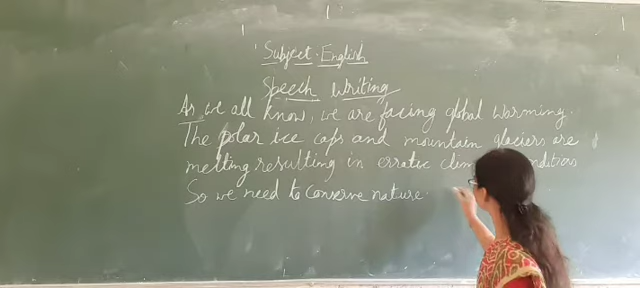 Subject. English
Speech Writing
As we all know, we are facing global warming.
The polar ice caps and mountain glaciers are
melting resulting in erratic
So we need to conserve nature.